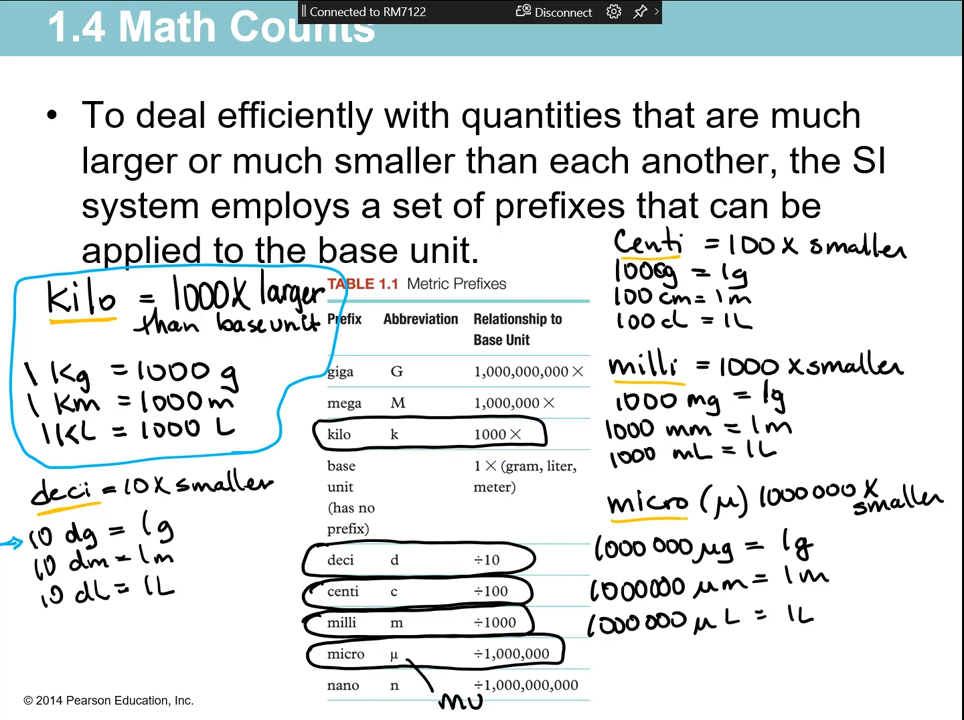 Connected to RM7122 Disconnect
1.4 Math Counts
• To deal efficiently with quantities that are much
larger or much smaller than each another, the SI
system employs a set of prefixes that can be
applied to the base unit.
Kilo = 1000X larger
than base unit
1 Kg = 1000 g
1 Km = 1000 m
1 KL = 1000 L
deci = 10X smaller
10 dg = 1g
10 dm = 1m
10 dL = 1L
TABLE 1.1 Metric Prefixes
Prefix Abbreviation Relationship to
Base Unit
giga G 1,000,000,000 ×
mega M 1,000,000 ×
kilo k 1000 ×
base 1 × (gram, liter,
unit meter)
(has no
prefix)
deci d ÷10
centi c ÷100
milli m ÷1000
micro μ ÷1,000,000
nano n ÷1,000,000,000
mu
Centi = 100X smaller
= 1g
100 cm = 1m
= 1L
milli = 1000 X smaller
1000 mg = 1g
1000 mm = 1m
1000 mL = 1L
micro (μ) 1000000 X
smaller
1000 000 μg = 1g
1000000 μm = 1m
1000 000 μL = 1L
© 2014 Pearson Education, Inc.